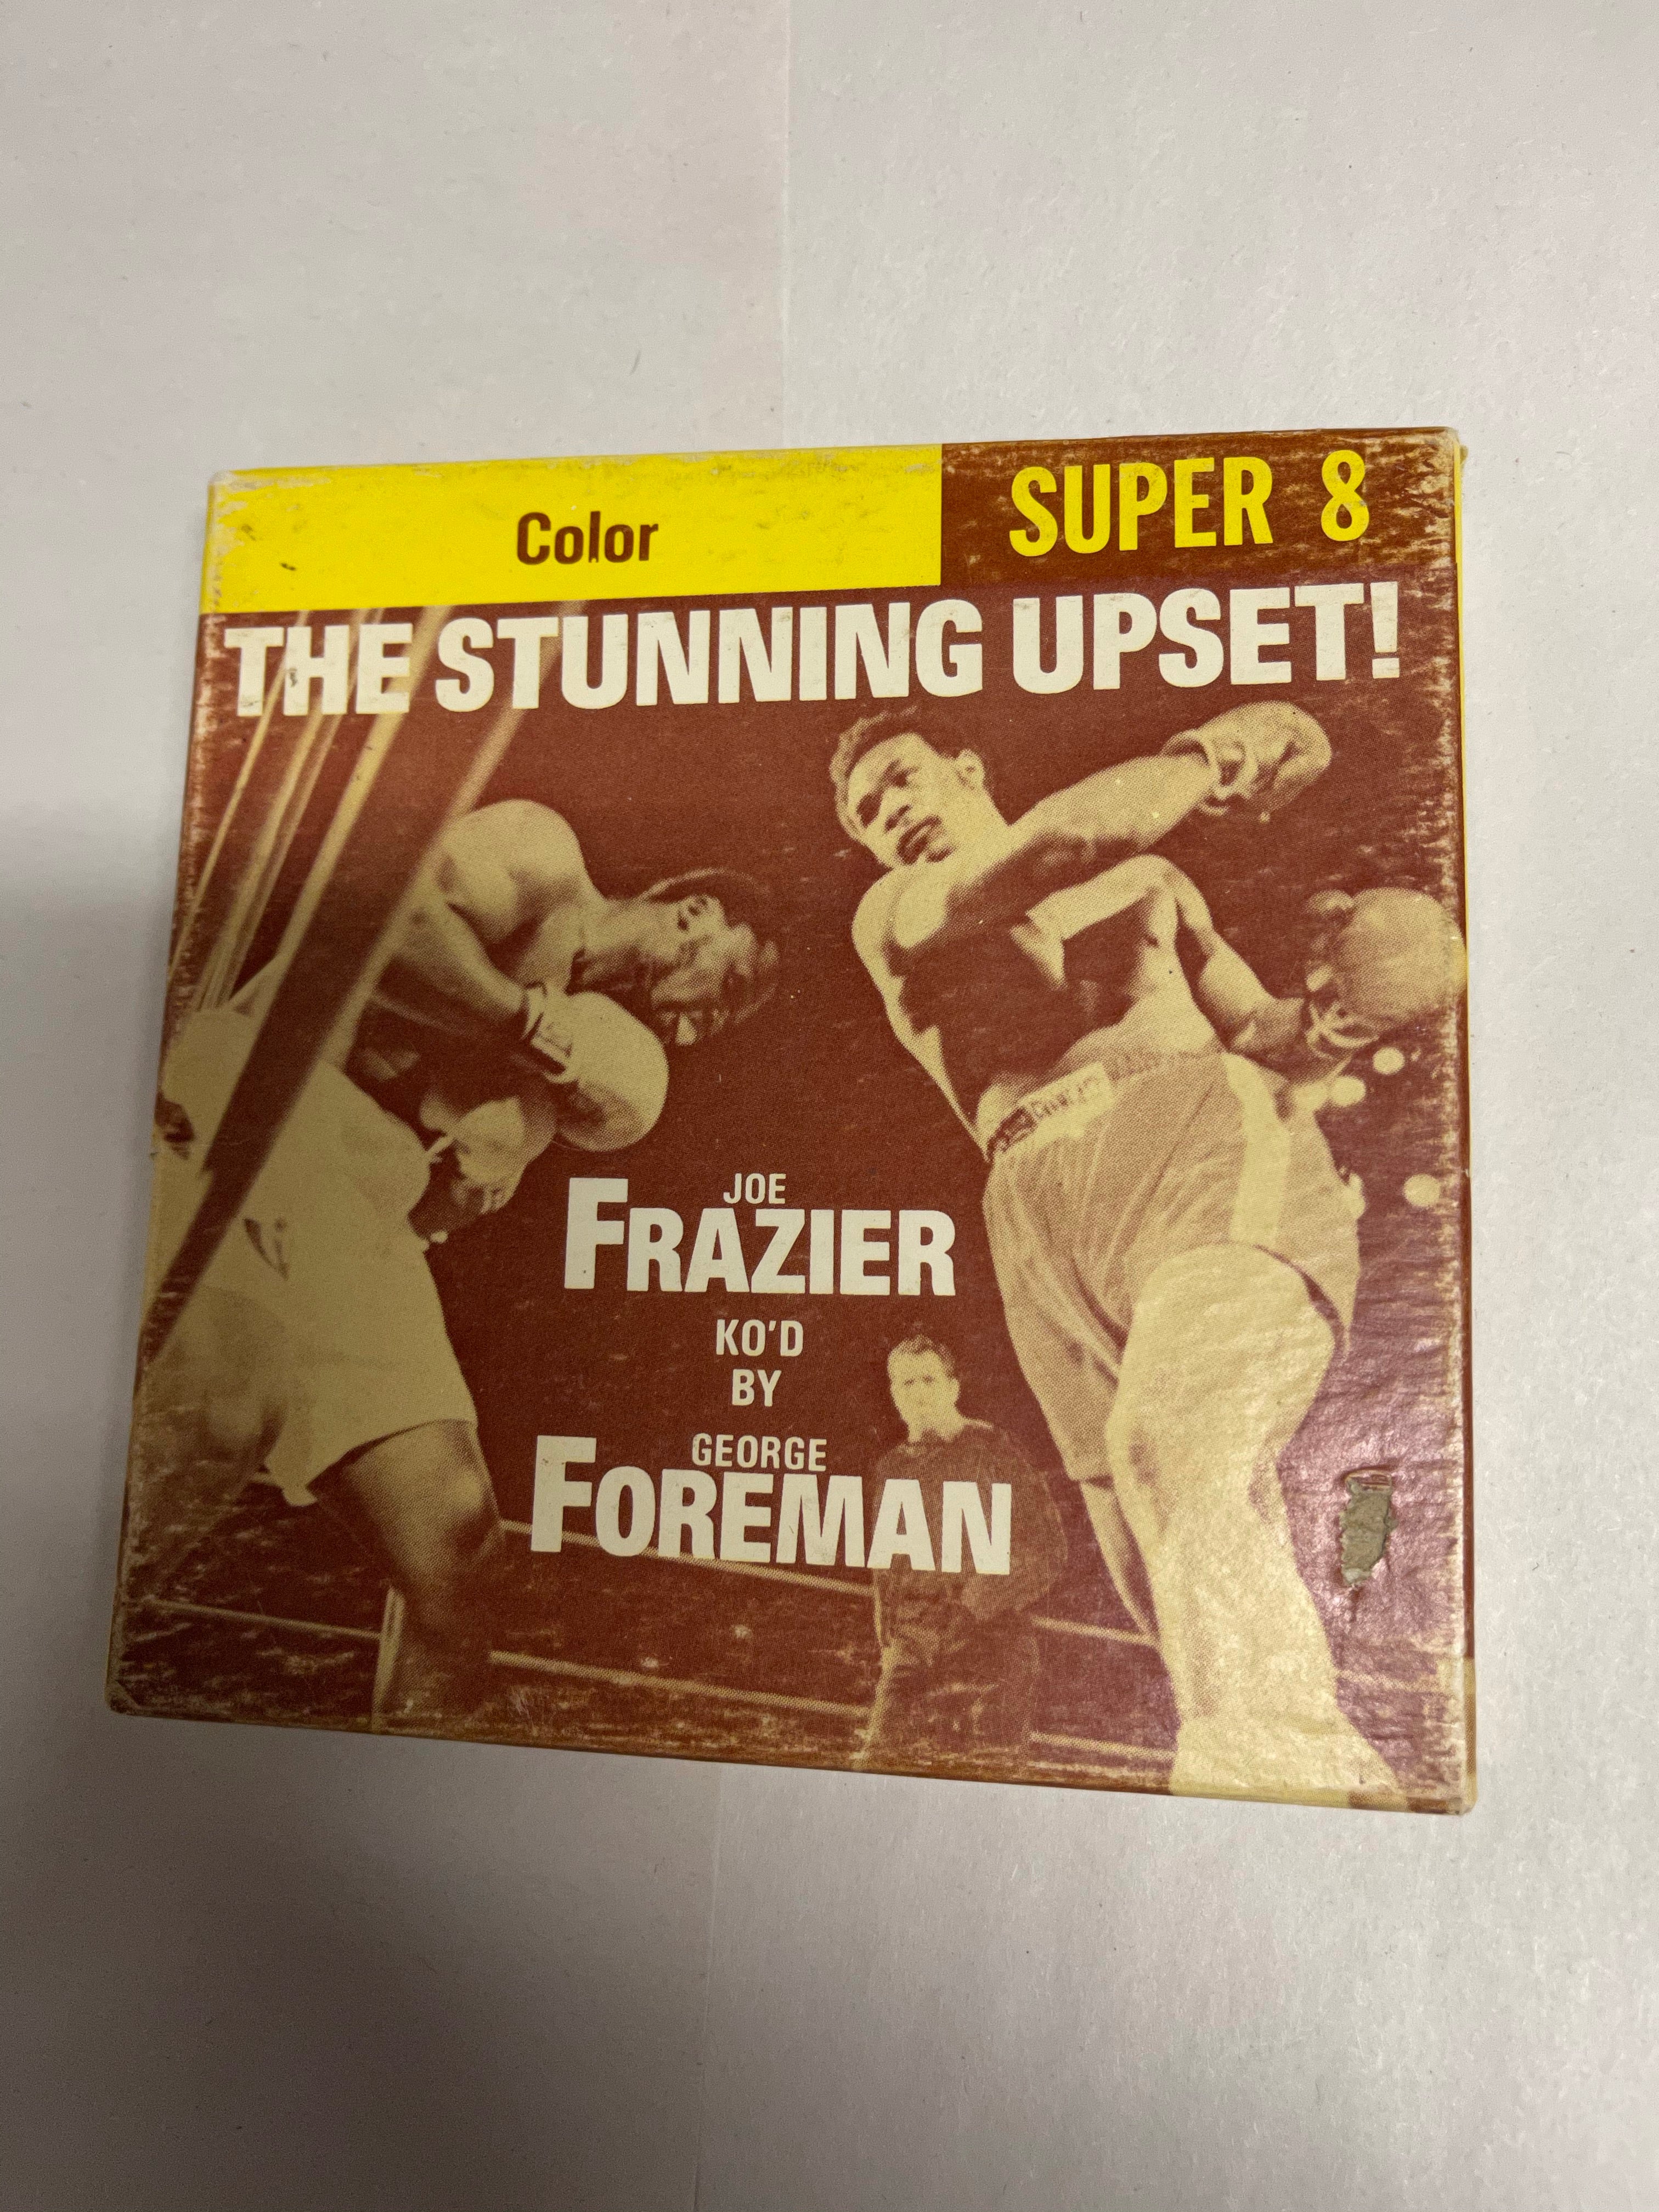 Color
SUPER 8
THE STUNNING UPSET!
JOE
FRAZIER
KO'D
BY
GEORGE
FOREMAN